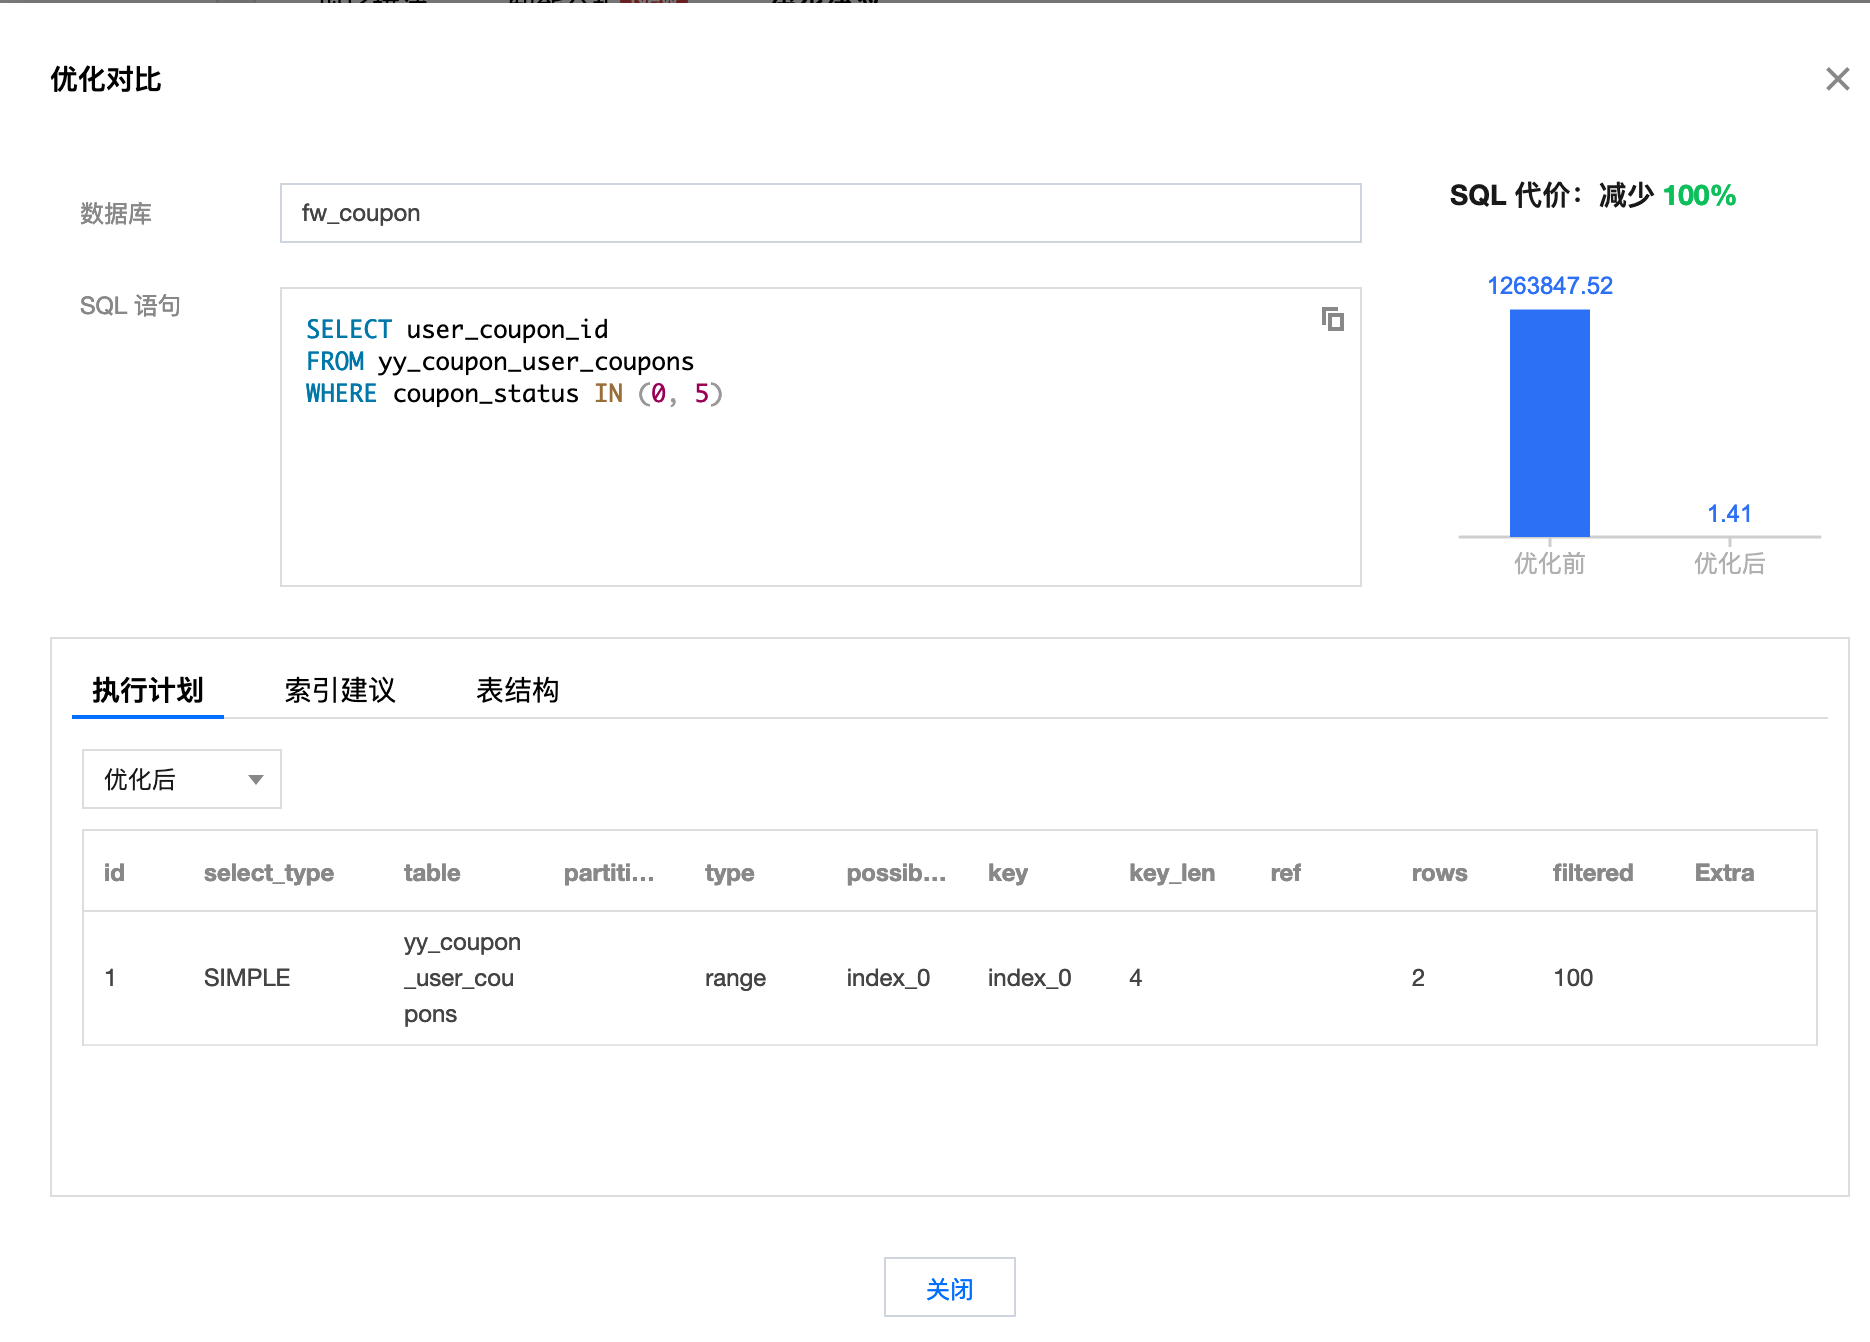 New
优化对比
数据库
fw_coupon
SQL 语句
SELECT user_coupon_id
FROM yy_coupon_user_coupons
WHERE coupon_status IN (0, 5)
SQL 代价：减少 100%
1263847.52
1.41
优化前
优化后
执行计划
索引建议
表结构
优化后
id select_type table partiti... possib... key key_len ref rows filtered Extra
1 SIMPLE yy_coupon_user_coupons range index_0 index_0 4 2 100
关闭